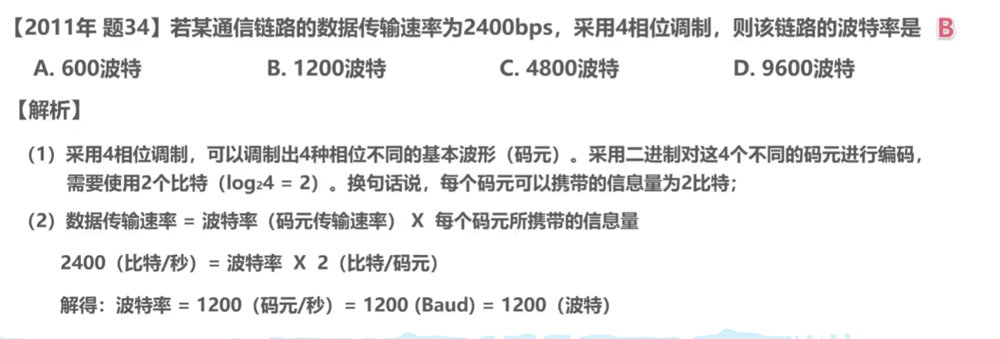 【2011年 题34】若某通信链路的数据传输速率为2400bps，采用4相位调制，则该链路的波特率是 B
A. 600波特 B. 1200波特 C. 4800波特 D. 9600波特
【解析】
（1）采用4相位调制，可以调制出4种相位不同的基本波形（码元）。采用二进制对这4个不同的码元进行编码，
需要使用2个比特（log₂4 = 2）。换句话说，每个码元可以携带的信息量为2比特；
（2）数据传输速率 = 波特率（码元传输速率） X 每个码元所携带的信息量
2400（比特/秒）= 波特率 X 2（比特/码元）
解得：波特率 = 1200（码元/秒）= 1200 (Baud) = 1200（波特）